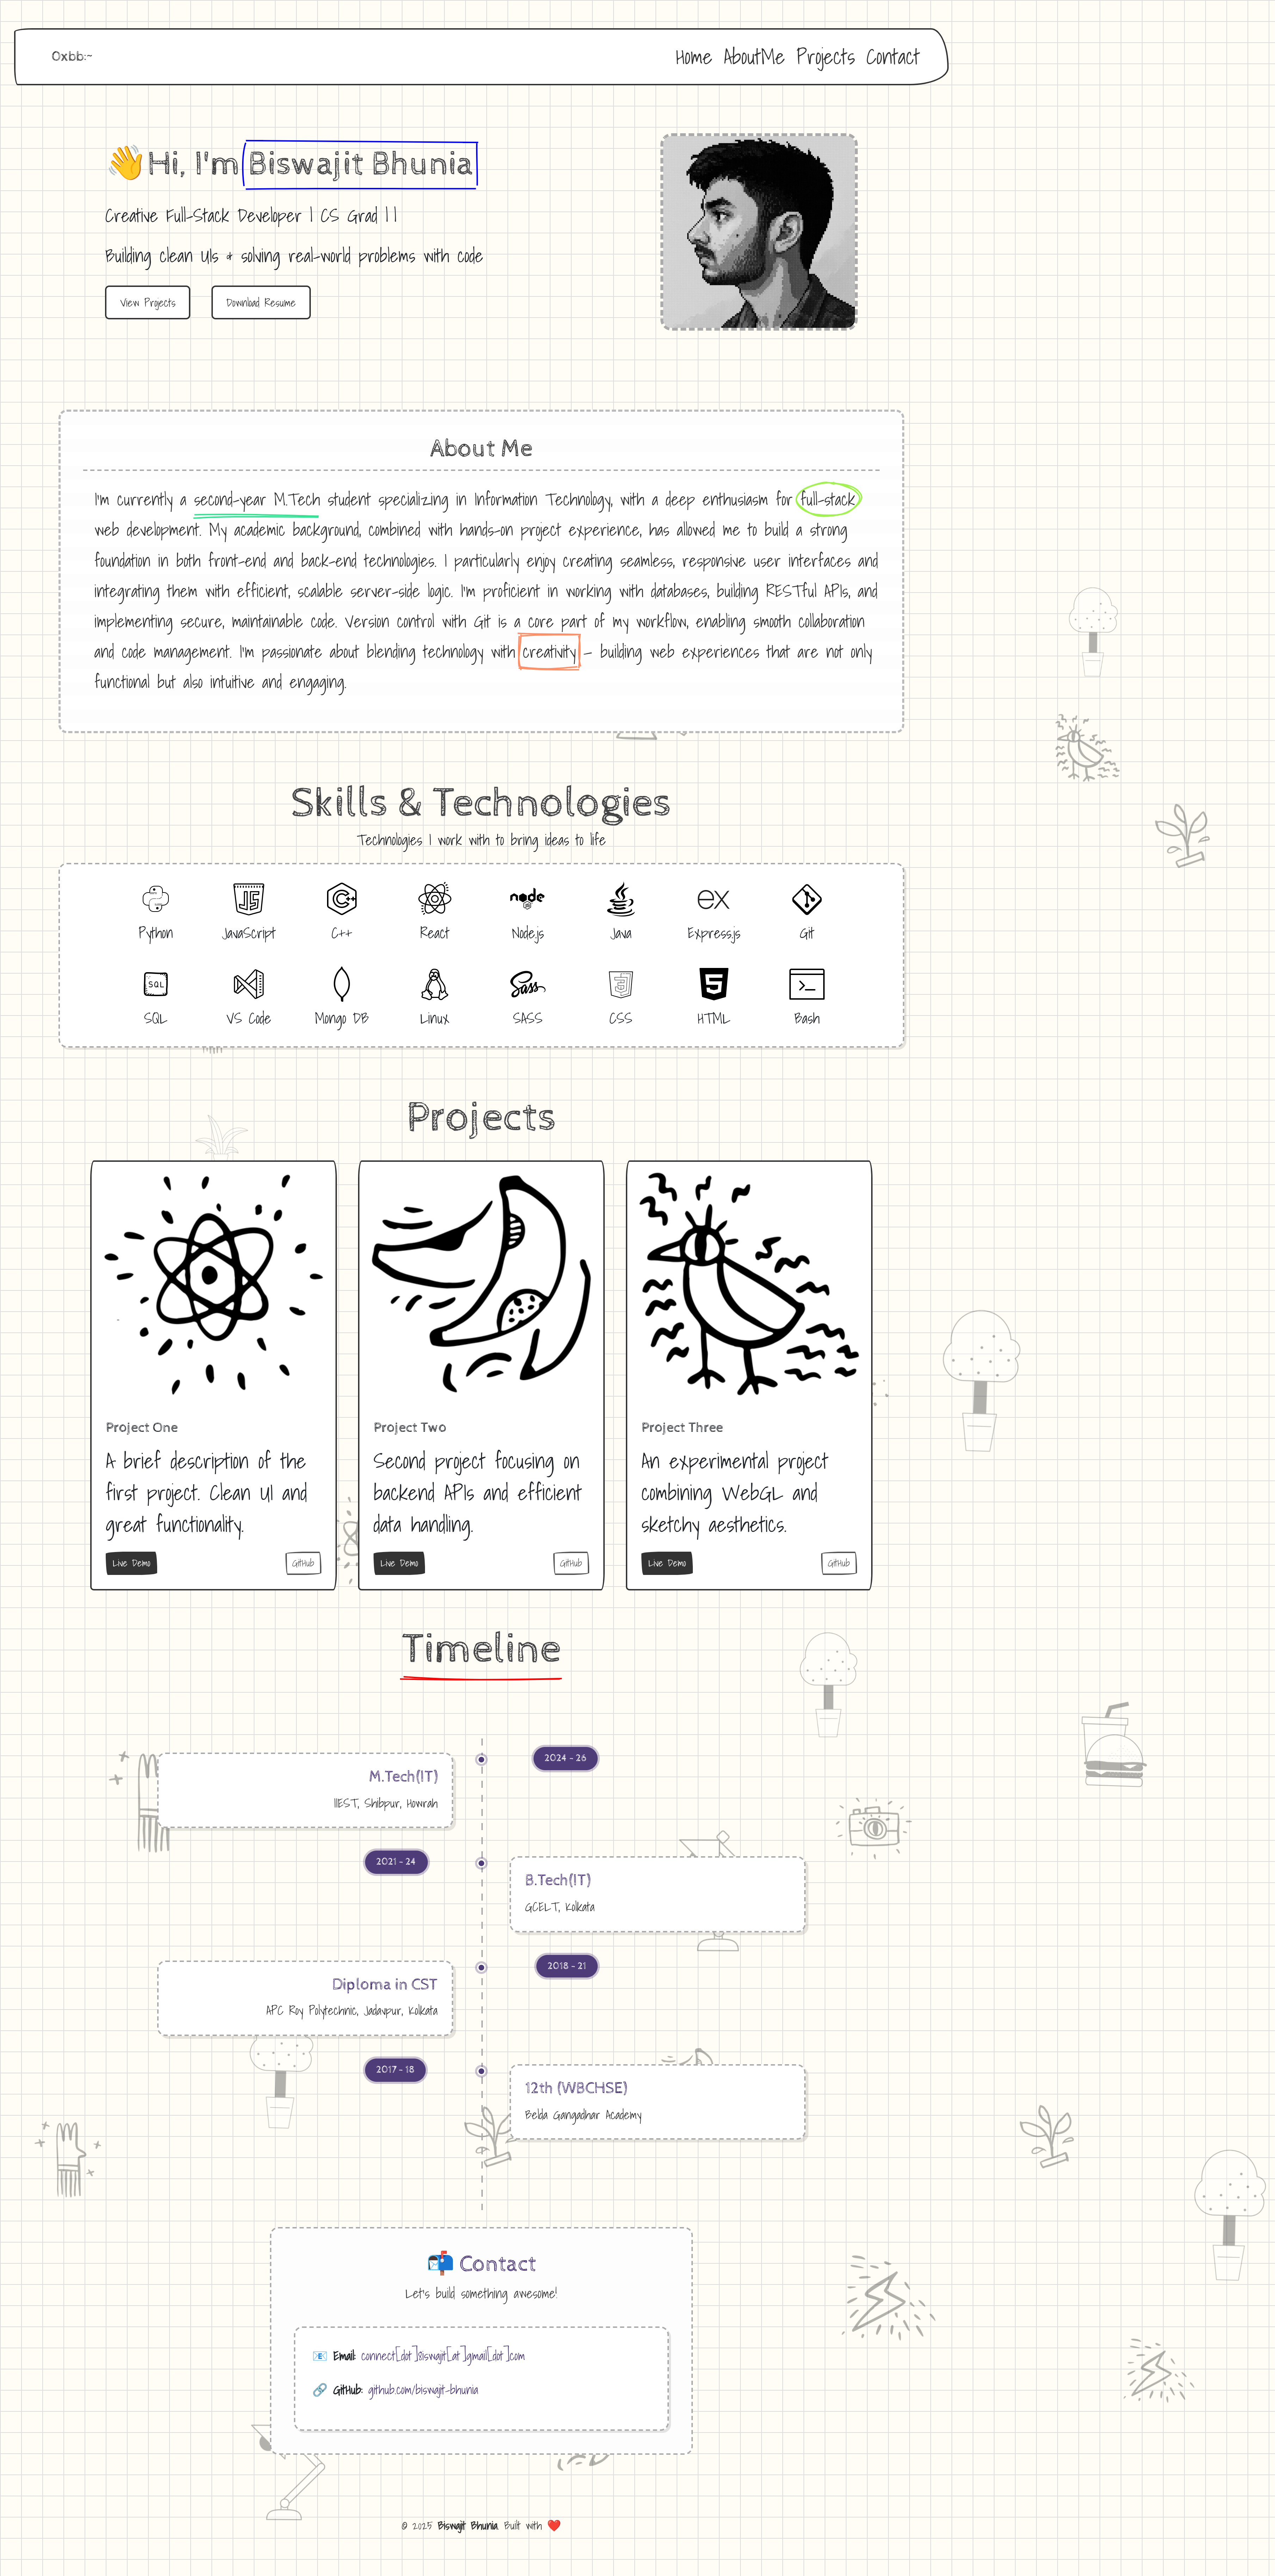 0xbb:~
Home AboutMe Projects Contact
👋Hi, I'm Biswajit Bhunia
Creative Full-Stack Developer | CS Grad ||
Building clean UIs & solving real-world problems with code
View Projects Download Resume
About Me
I'm currently a second-year M.Tech student specializing in Information Technology, with a deep enthusiasm for full-stack
web development. My academic background, combined with hands-on project experience, has allowed me to build a strong
foundation in both front-end and back-end technologies. I particularly enjoy creating seamless, responsive user interfaces and
integrating them with efficient, scalable server-side logic. I'm proficient in working with databases, building RESTful APIs, and
implementing secure, maintainable code. Version control with Git is a core part of my workflow, enabling smooth collaboration
and code management. I'm passionate about blending technology with creativity – building web experiences that are not only
functional but also intuitive and engaging.
Skills & Technologies
Technologies I work with to bring ideas to life
JS C++ node JS ex
Python JavaScript C++ React Node.js Java Express.js Git
SQL Sass 3 5
SQL VS Code Mongo DB Linux SASS CSS HTML Bash
Projects
Project One
A brief description of the
first project. Clean UI and
great functionality.
Live Demo GitHub
Project Two
Second project focusing on
backend APIs and efficient
data handling.
Live Demo GitHub
Project Three
An experimental project
combining WebGL and
sketchy aesthetics.
Live Demo GitHub
Timeline
2024 - 26
M.Tech(IT)
IIEST, Shibpur, Howrah
2021 - 24
B.Tech(IT)
GCELT, Kolkata
2018 - 21
Diploma in CST
APC Roy Polytechnic, Jadavpur, Kolkata
2017 - 18
12th (WBCHSE)
Belda Gangadhar Academy
📬 Contact
Let's build something awesome!
📧 Email: connect[dot]biswajit[at]gmail[dot]com
🔗 GitHub: github.com/biswajit-bhunia
© 2025 Biswajit Bhunia. Built with ❤️